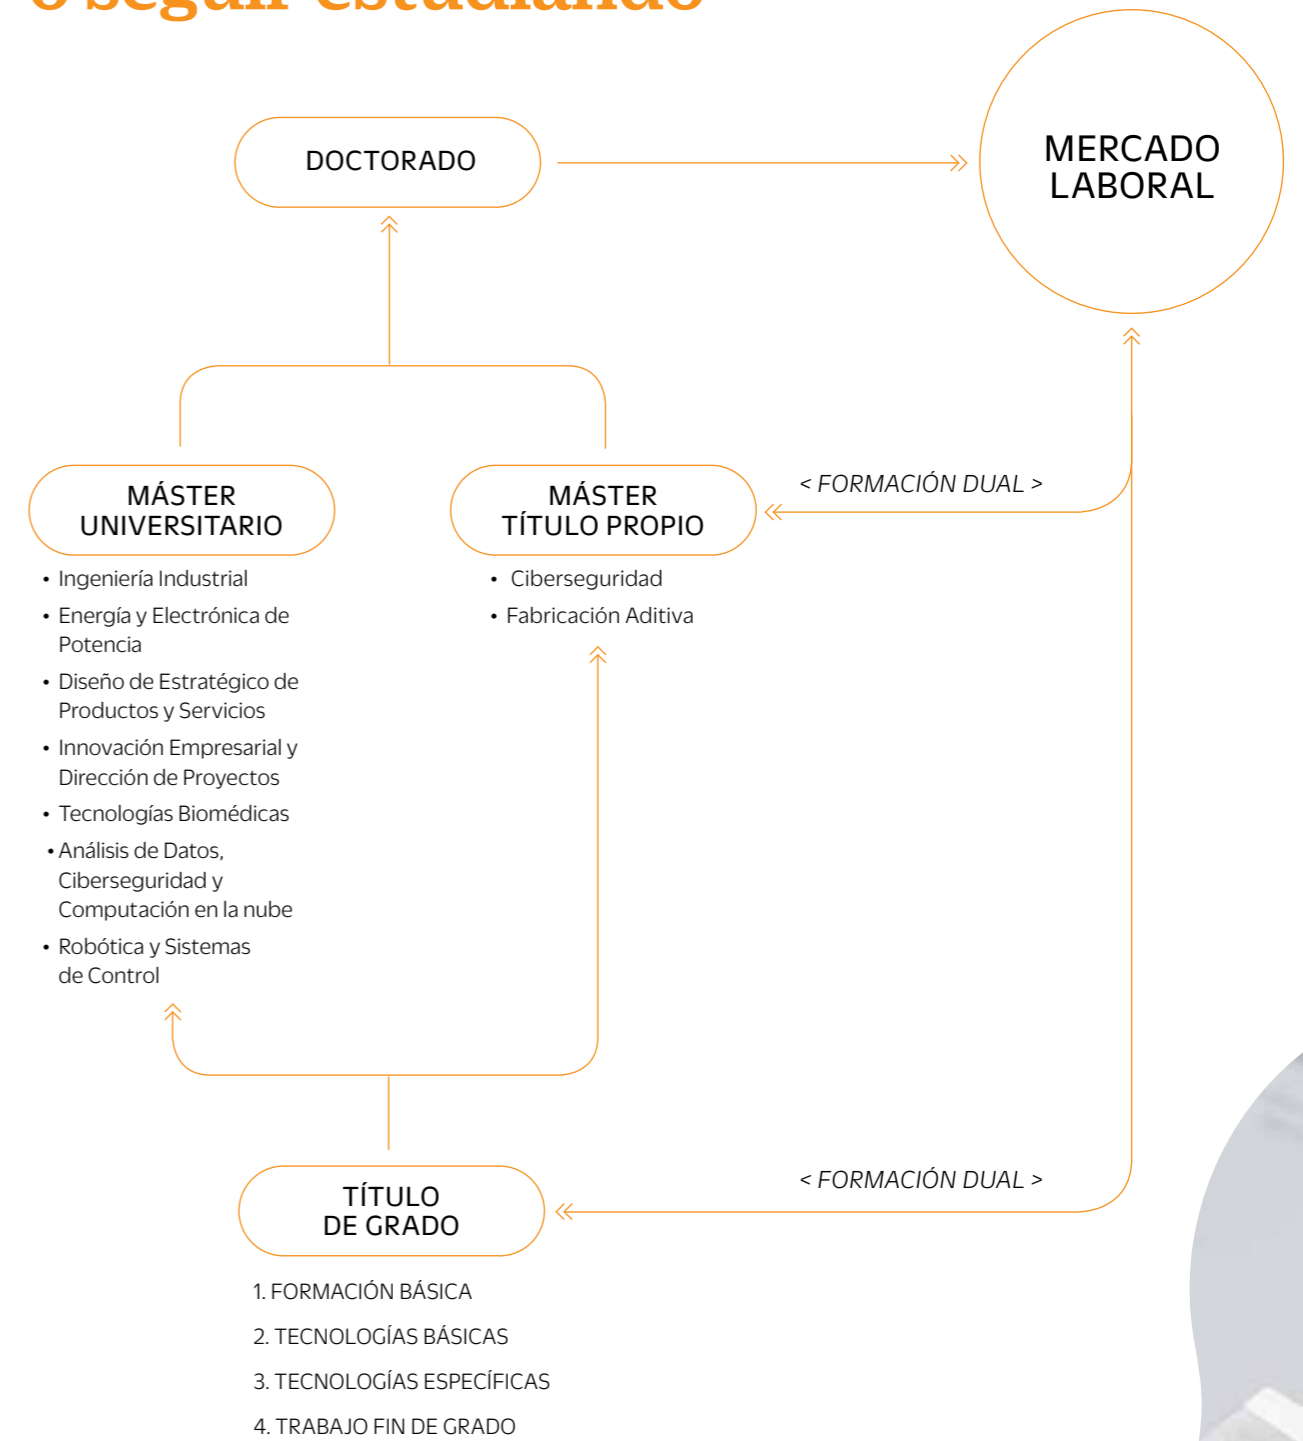 o seguir estudiando
DOCTORADO
MERCADO
LABORAL
MÁSTER
UNIVERSITARIO
• Ingeniería Industrial
• Energía y Electrónica de
Potencia
• Diseño de Estratégico de
Productos y Servicios
• Innovación Empresarial y
Dirección de Proyectos
• Tecnologías Biomédicas
• Análisis de Datos,
Ciberseguridad y
Computación en la nube
• Robótica y Sistemas
de Control
MÁSTER
TÍTULO PROPIO
• Ciberseguridad
• Fabricación Aditiva
< FORMACIÓN DUAL >
TÍTULO
DE GRADO
< FORMACIÓN DUAL >
1. FORMACIÓN BÁSICA
2. TECNOLOGÍAS BÁSICAS
3. TECNOLOGÍAS ESPECÍFICAS
4. TRABAJO FIN DE GRADO